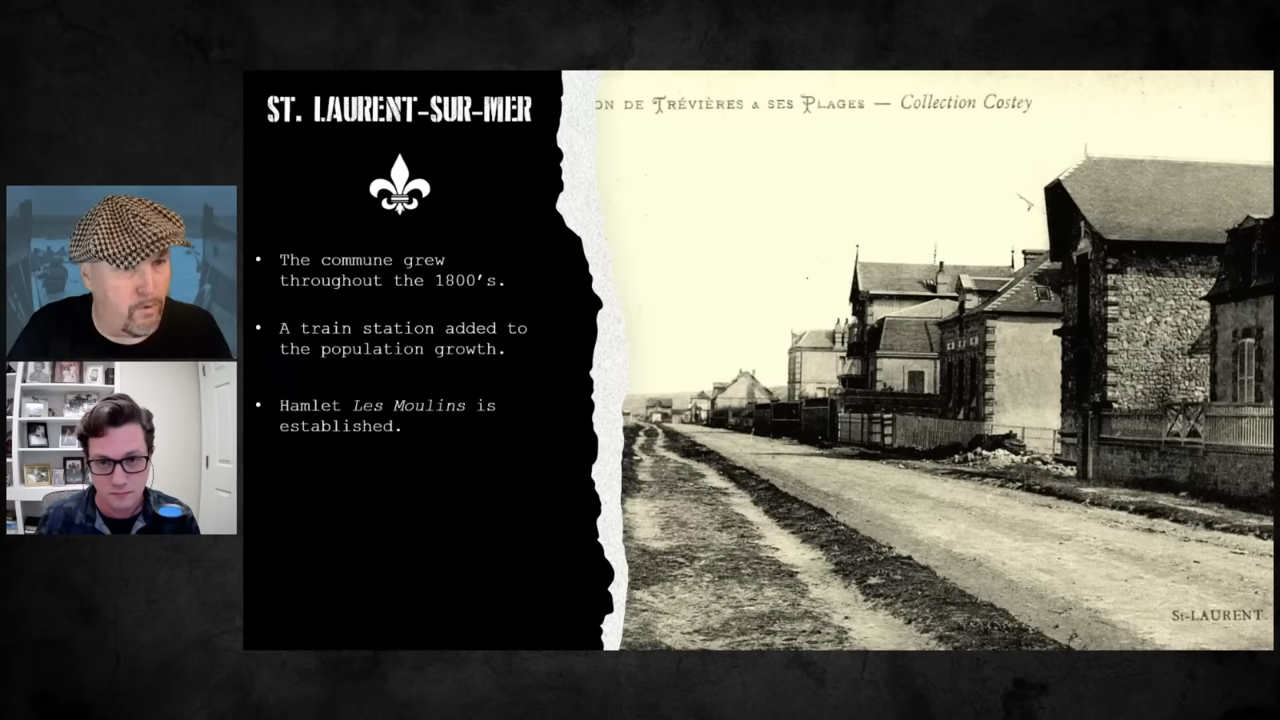 ST. LAURENT-SUR-MER
• The commune grew
throughout the 1800's.
• A train station added to
the population growth.
• Hamlet Les Moulins is
established.
ON DE TRÉVIÈRES & SES PLAGES — Collection Costey
St-LAURENT.